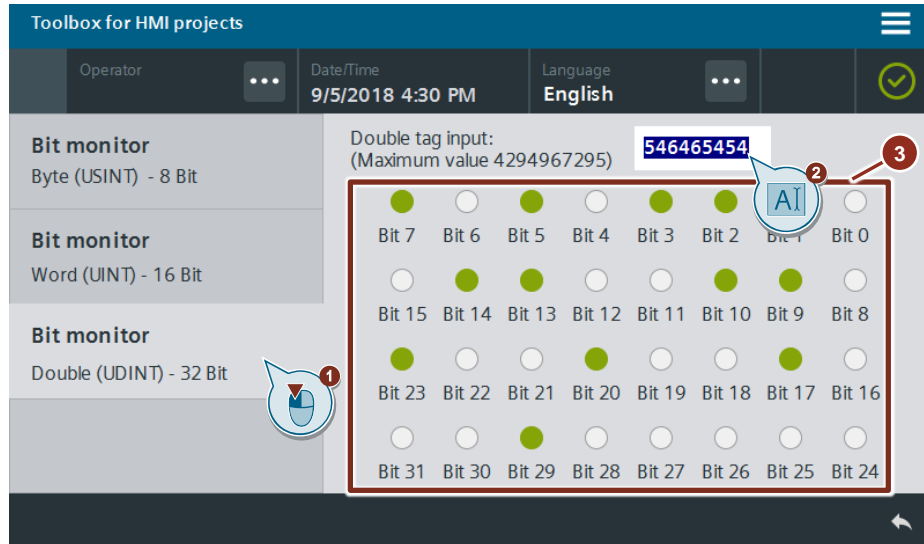 Toolbox for HMI projects
Operator
Date/Time
Language
9/5/2018 4:30 PM
English
Bit monitor
Byte (USINT) - 8 Bit
Bit monitor
Word (UINT) - 16 Bit
Bit monitor
Double (UDINT) - 32 Bit
1
Double tag input:
(Maximum value 4294967295)
546465454
2
3
AI
Bit 7 Bit 6 Bit 5 Bit 4 Bit 3 Bit 2 Bit 1 Bit 0
Bit 15 Bit 14 Bit 13 Bit 12 Bit 11 Bit 10 Bit 9 Bit 8
Bit 23 Bit 22 Bit 21 Bit 20 Bit 19 Bit 18 Bit 17 Bit 16
Bit 31 Bit 30 Bit 29 Bit 28 Bit 27 Bit 26 Bit 25 Bit 24